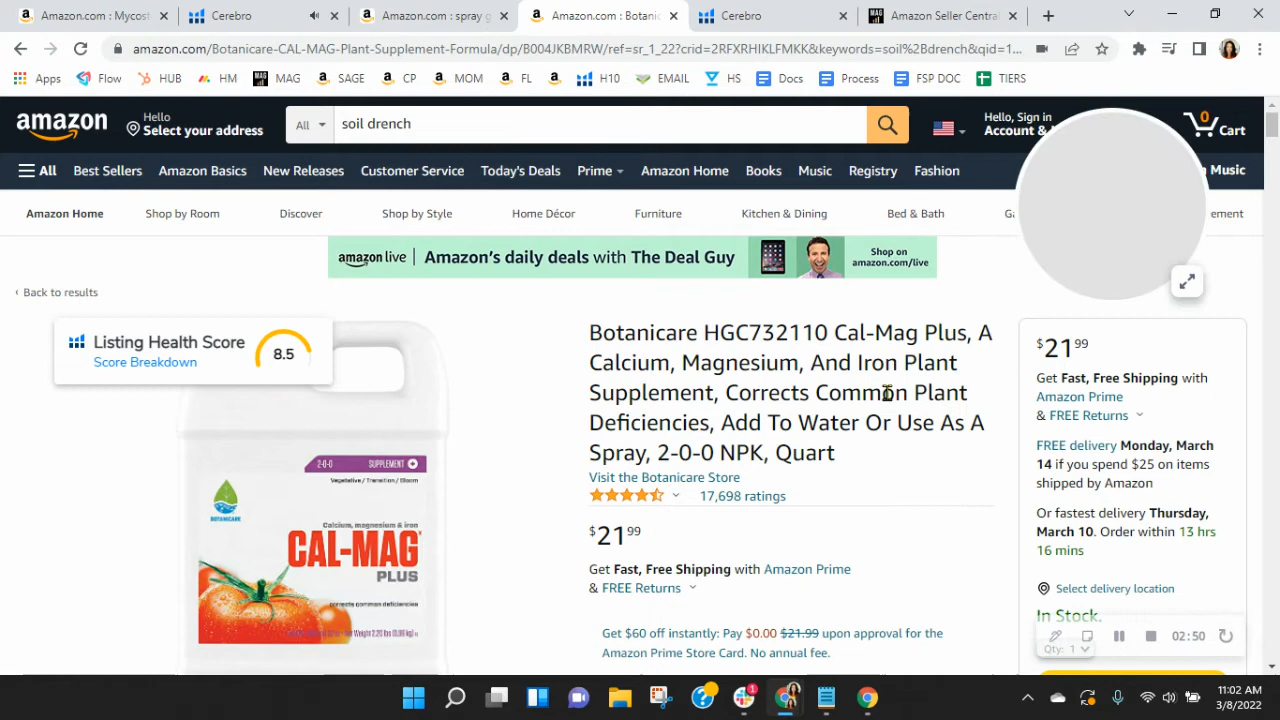 Amazon.com : Mycost
Cerebro
Amazon.com : spray g
Amazon.com : Botani
Cerebro
MAG
Amazon Seller Centra
amazon.com/Botanicare-CAL-MAG-Plant-Supplement-Formula/dp/B004JKBMRW/ref=sr_1_22?crid=2RFXRHIKLFMKK&keywords=soil%2Bdrench&qid=1...
Apps Flow HUB HM MAG SAGE CP MOM FL H10 EMAIL HS Docs Process FSP DOC TIERS
amazon
Hello
Select your address
All
soil drench
Hello, Sign in
Account &
0
Cart
All Best Sellers Amazon Basics New Releases Customer Service Today's Deals Prime Amazon Home Books Music Registry Fashion
Music
Amazon Home Shop by Room Discover Shop by Style Home Décor Furniture Kitchen & Dining Bed & Bath
ement
amazon live
Amazon's daily deals with The Deal Guy
Shop on
amazon.com/live
‹ Back to results
Listing Health Score
Score Breakdown
8.5
2-0-0 SUPPLEMENT
Vegetative / Transition / Bloom
BOTANICARE
Calcium, magnesium & iron
CAL-MAG
PLUS
corrects common deficiencies
Botanicare HGC732110 Cal-Mag Plus, A
Calcium, Magnesium, And Iron Plant
Supplement, Corrects Common Plant
Deficiencies, Add To Water Or Use As A
Spray, 2-0-0 NPK, Quart
Visit the Botanicare Store
17,698 ratings
$21 99
Get Fast, Free Shipping with Amazon Prime
& FREE Returns
Get $60 off instantly: Pay $0.00 $21.99 upon approval for the
Amazon Prime Store Card. No annual fee.
$21 99
Get Fast, Free Shipping with
Amazon Prime
& FREE Returns
FREE delivery Monday, March
14 if you spend $25 on items
shipped by Amazon
Or fastest delivery Thursday,
March 10. Order within 13 hrs
16 mins
Select delivery location
In Stock.
02:50
Qty: 1
11:02 AM
3/8/2022